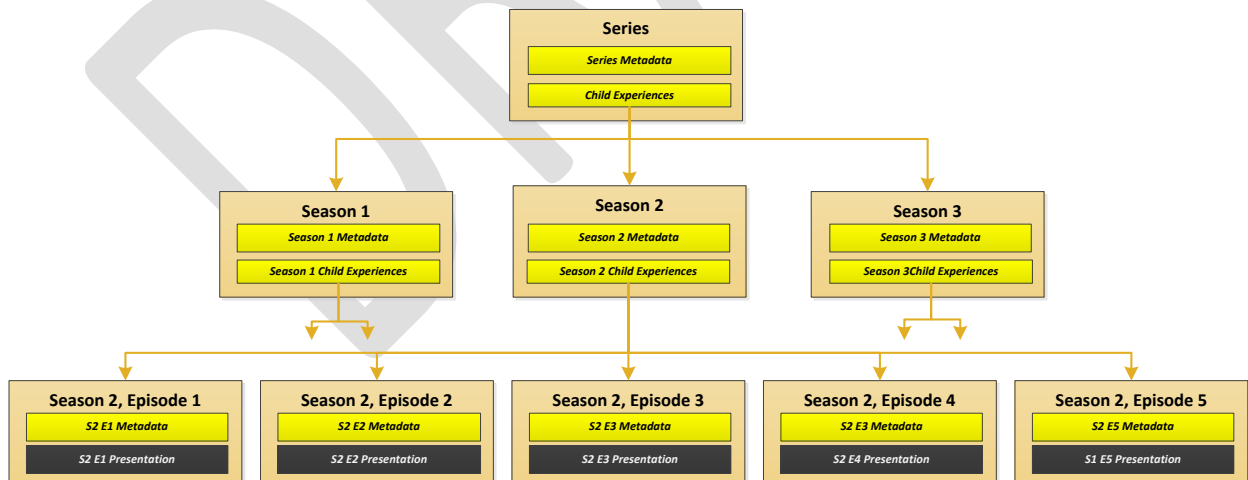 Series
Series Metadata
Child Experiences
Season 1
Season 2
Season 3
Season 1 Metadata
Season 2 Metadata
Season 3 Metadata
Season 1 Child Experiences
Season 2 Child Experiences
Season 3Child Experiences
Season 2, Episode 1
Season 2, Episode 2
Season 2, Episode 3
Season 2, Episode 4
Season 2, Episode 5
S2 E1 Metadata
S2 E2 Metadata
S2 E3 Metadata
S2 E3 Metadata
S2 E5 Metadata
S2 E1 Presentation
S2 E2 Presentation
S2 E3 Presentation
S2 E4 Presentation
S1 E5 Presentation